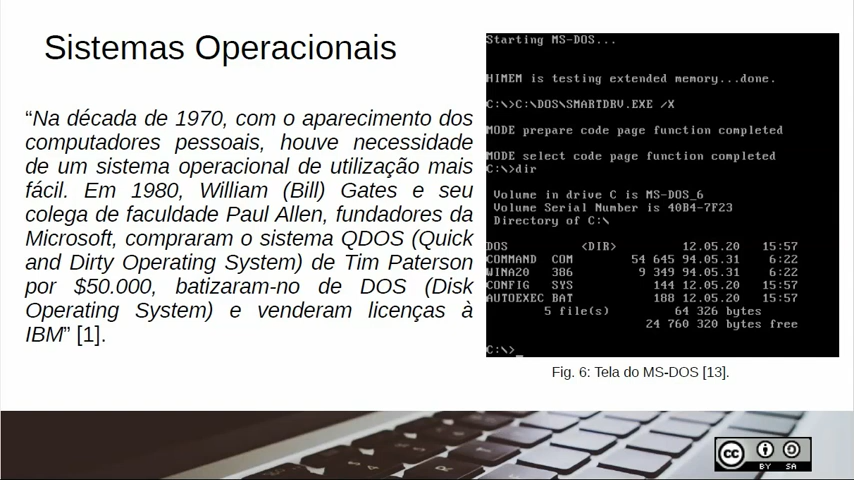 Sistemas Operacionais
“Na década de 1970, com o aparecimento dos
computadores pessoais, houve necessidade
de um sistema operacional de utilização mais
fácil. Em 1980, William (Bill) Gates e seu
colega de faculdade Paul Allen, fundadores da
Microsoft, compraram o sistema QDOS (Quick
and Dirty Operating System) de Tim Paterson
por $50.000, batizaram-no de DOS (Disk
Operating System) e venderam licenças à
IBM” [1].
Starting MS-DOS...
HIMEM is testing extended memory...done.
C:\>C:\DOS\SMARTDRV.EXE /X
MODE prepare code page function completed
MODE select code page function completed
C:\>dir
Volume in drive C is MS-DOS_6
Volume Serial Number is 40B4-7F23
Directory of C:\
DOS <DIR> 12.05.20 15:57
COMMAND COM 54 645 94.05.31 6:22
WINA20 386 9 349 94.05.31 6:22
CONFIG SYS 144 12.05.20 15:57
AUTOEXEC BAT 188 12.05.20 15:57
5 file(s) 64 326 bytes
24 760 320 bytes free
C:\>_
Fig. 6: Tela do MS-DOS [13].
cc BY SA